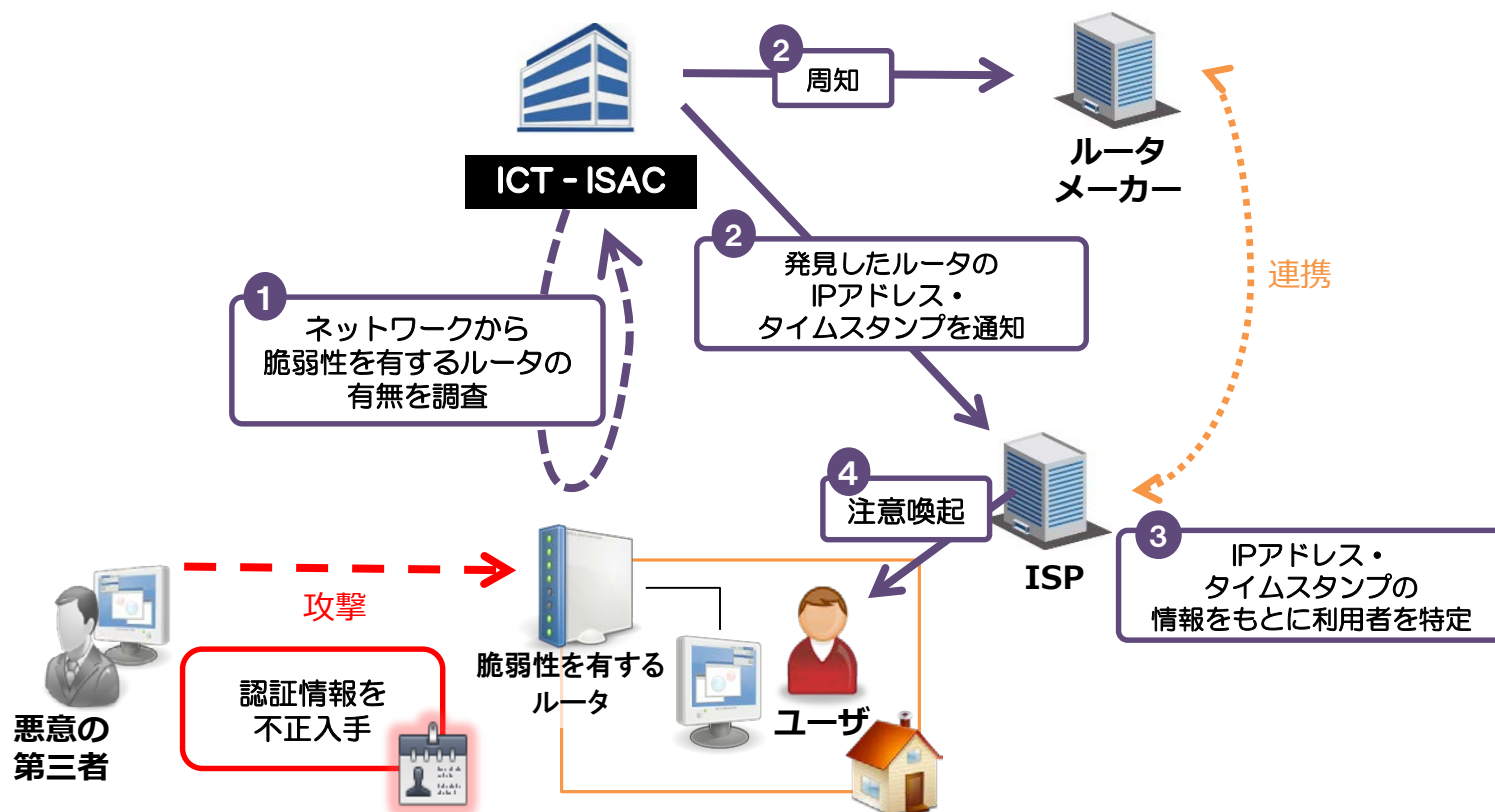 2
周知
ルータ
メーカー
ICT－ISAC
2
発見したルータの
IPアドレス・
タイムスタンプを通知
連携
1
ネットワークから
脆弱性を有するルータの
有無を調査
4
注意喚起
ISP
3
IPアドレス・
タイムスタンプの
情報をもとに利用者を特定
攻撃
脆弱性を有する
ルータ
ユーザ
認証情報を
不正入手
悪意の
第三者